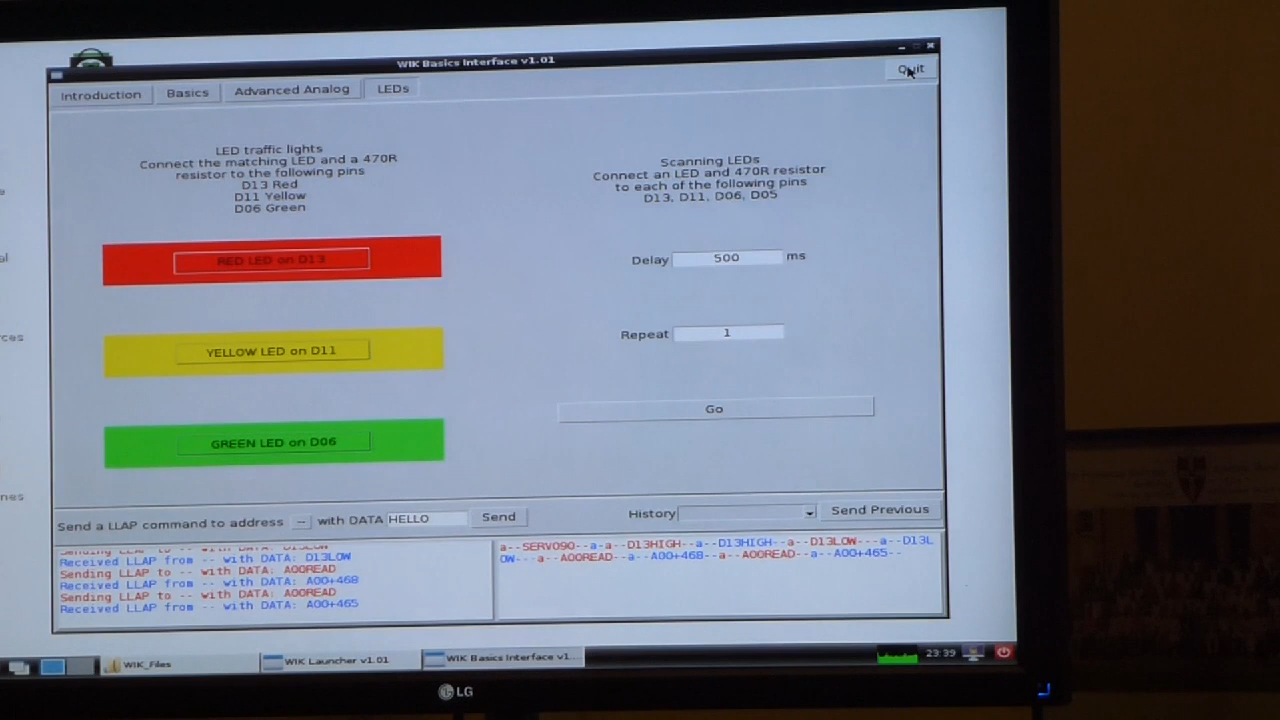 WIK Basics Interface v1.01
Quit
Introduction
Basics
Advanced Analog
LEDs
LED traffic lights
Connect the matching LED and a 470R
resistor to the following pins
D13 Red
D11 Yellow
D06 Green
RED LED on D13
YELLOW LED on D11
GREEN LED on D06
Scanning LEDs
Connect an LED and 470R resistor
to each of the following pins
D13, D11, D06, D05
Delay 500 ms
Repeat 1
Go
Send a LLAP command to address -- with DATA HELLO Send
History
Send Previous
Sending LLAP to -- with DATA: D13LOW
Received LLAP from -- with DATA: D13LOW
Sending LLAP to -- with DATA: A00READ
Received LLAP from -- with DATA: A00+468
Sending LLAP to -- with DATA: A00READ
Received LLAP from -- with DATA: A00+465
a--SERVO90--a-a--D13HIGH--a--D13HIGH--a--D13LOW---a--D13L
OW---a--A00READ--a--A00+468--a--A00READ--a--A00+465--
WIK_Files
WIK Launcher v1.01
WIK Basics Interface v1...
23:39
LG